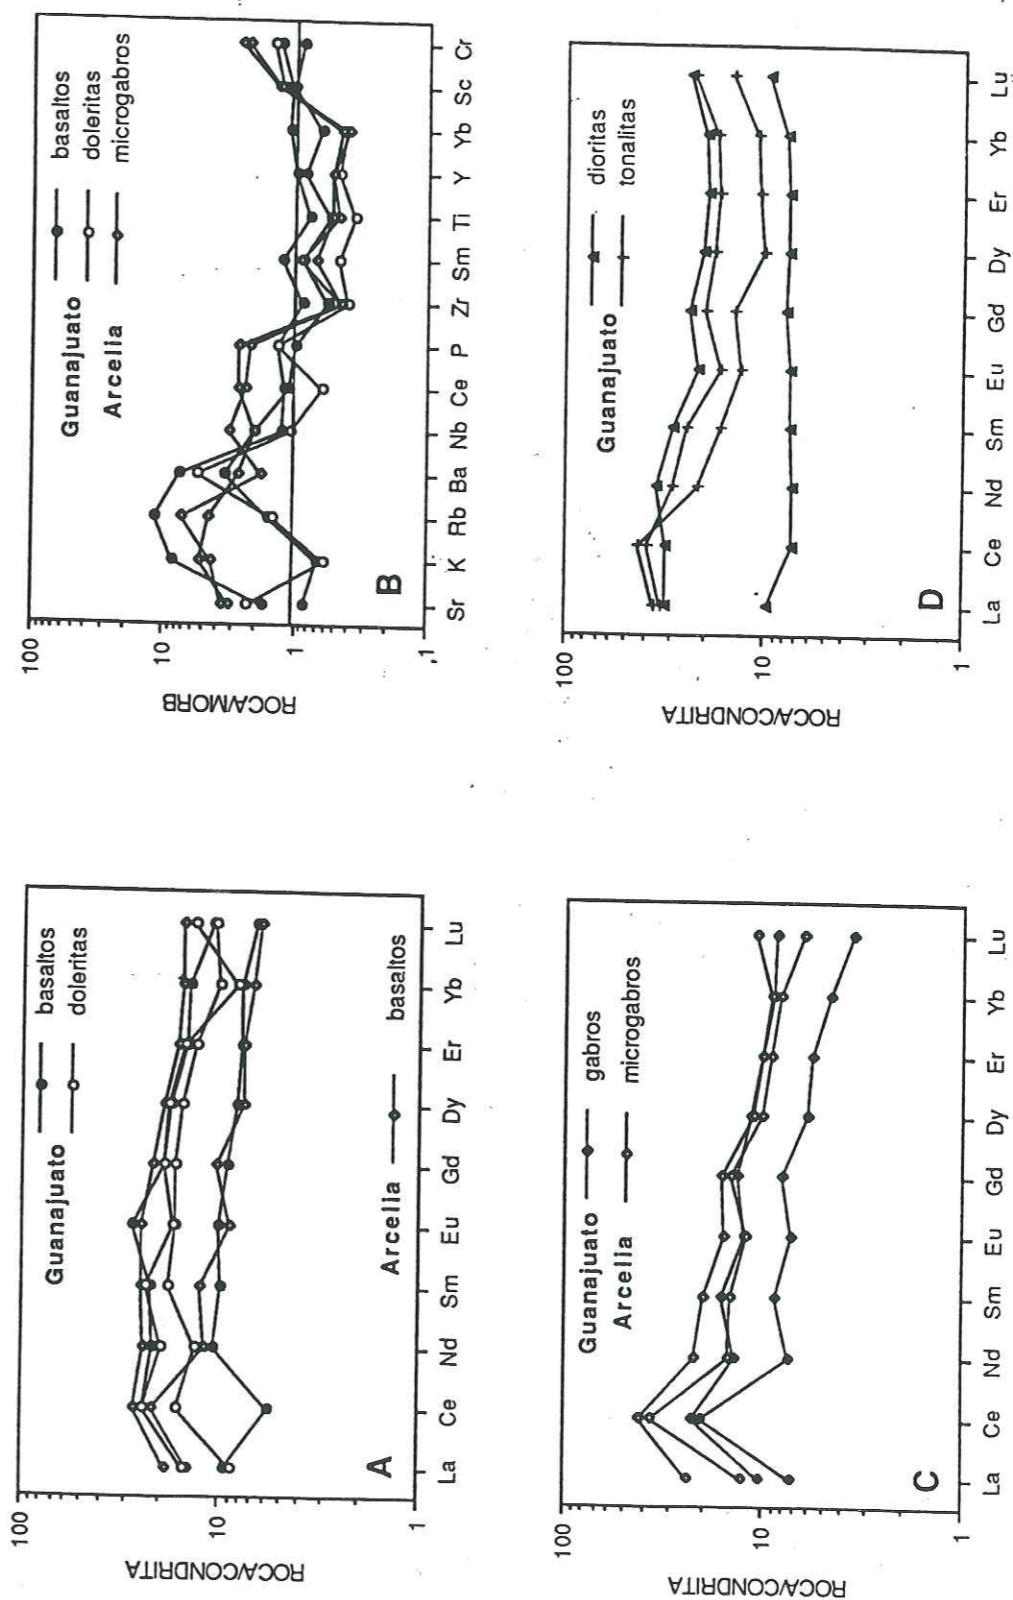 100
10
1
ROCA/CONDRITA
La Ce Nd Sm Eu Gd Dy Er Yb Lu
A
Guanajuato
basaltos
doleritas
Arcelia
basaltos
100
10
1
,1
ROCA/MORB
Sr K Rb Ba Nb Ce P Zr Sm Ti Y Yb Sc Cr
B
Guanajuato
basaltos
doleritas
Arcelia
microgabros
100
10
1
ROCA/CONDRITA
La Ce Nd Sm Eu Gd Dy Er Yb Lu
C
Guanajuato
gabros
Arcelia
microgabros
100
10
1
ROCA/CONDRITA
La Ce Nd Sm Eu Gd Dy Er Yb Lu
D
Guanajuato
dioritas
tonalitas